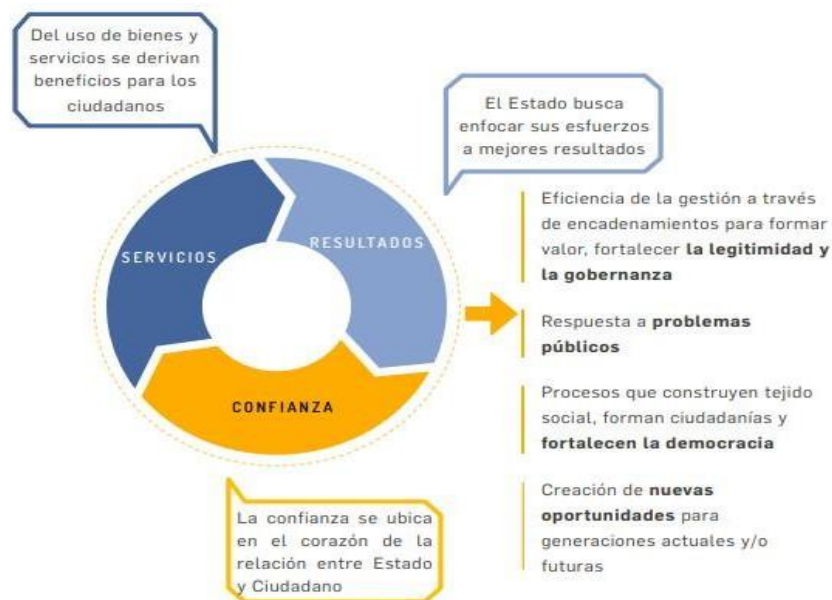 Del uso de bienes y
servicios se derivan
beneficios para los
ciudadanos
El Estado busca
enfocar sus esfuerzos
a mejores resultados
SERVICIOS
RESULTADOS
CONFIANZA
La confianza se ubica
en el corazón de la
relación entre Estado
y Ciudadano
Eficiencia de la gestión a través
de encadenamientos para formar
valor, fortalecer la legitimidad y
la gobernanza
Respuesta a problemas
públicos
Procesos que construyen tejido
social, forman ciudadanías y
fortalecen la democracia
Creación de nuevas
oportunidades para
generaciones actuales y/o
futuras